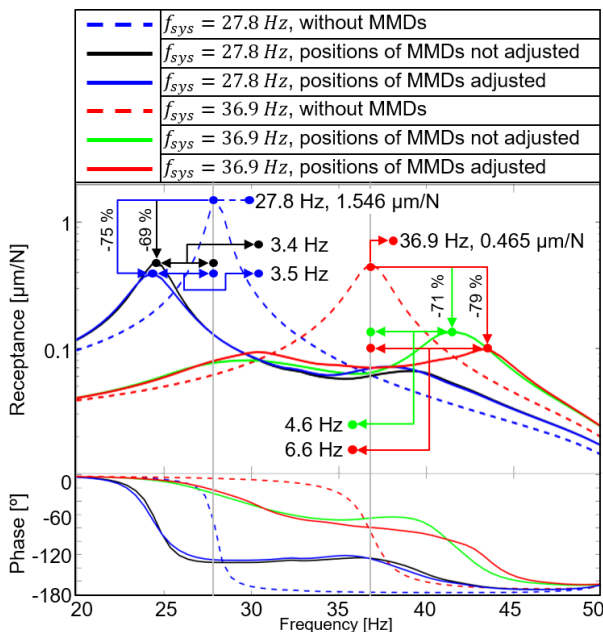 f_sys = 27.8 Hz, without MMDs
f_sys = 27.8 Hz, positions of MMDs not adjusted
f_sys = 27.8 Hz, positions of MMDs adjusted
f_sys = 36.9 Hz, without MMDs
f_sys = 36.9 Hz, positions of MMDs not adjusted
f_sys = 36.9 Hz, positions of MMDs adjusted
Receptance [µm/N]
1
0.1
-75 %
-69 %
27.8 Hz, 1.546 µm/N
3.4 Hz
3.5 Hz
36.9 Hz, 0.465 µm/N
-71 %
-79 %
4.6 Hz
6.6 Hz
Phase [º]
0
-60
-120
-180
20 25 30 35 40 45 50
Frequency [Hz]